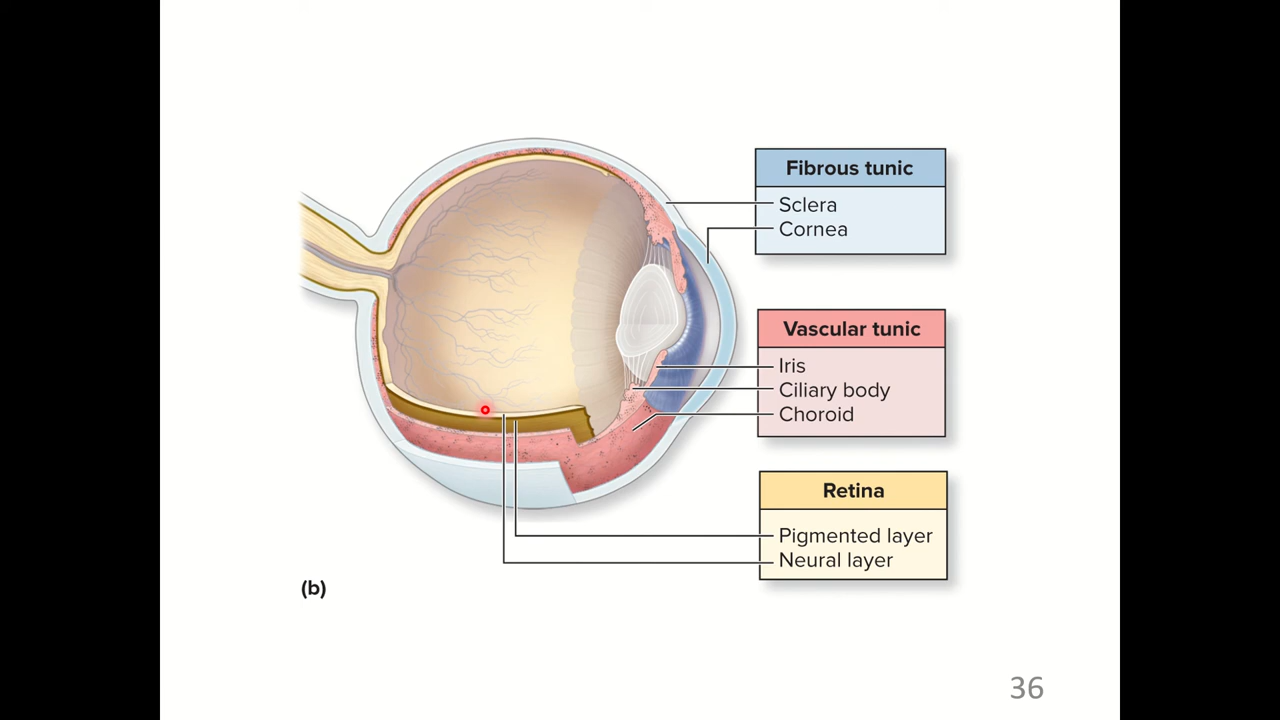 Fibrous tunic
Sclera
Cornea
Vascular tunic
Iris
Ciliary body
Choroid
Retina
Pigmented layer
Neural layer
(b)
36